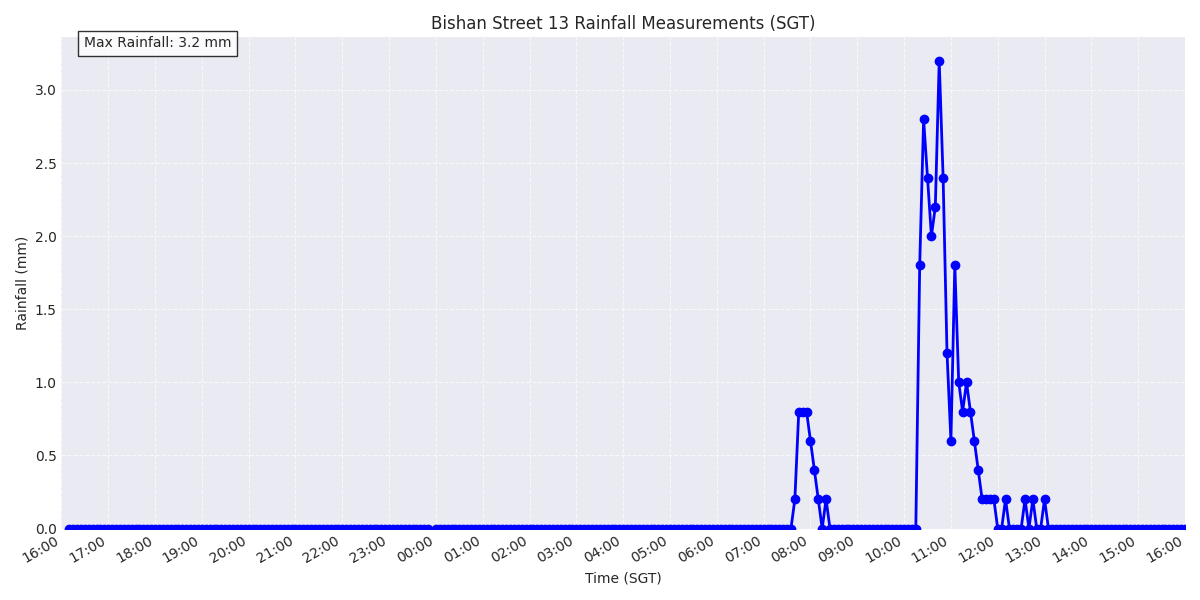 Bishan Street 13 Rainfall Measurements (SGT)
Max Rainfall: 3.2 mm
3.0
2.5
2.0
1.5
1.0
0.5
0.0
Rainfall (mm)
16:00 17:00 18:00 19:00 20:00 21:00 22:00 23:00 00:00 01:00 02:00 03:00 04:00 05:00 06:00 07:00 08:00 09:00 10:00 11:00 12:00 13:00 14:00 15:00 16:00
Time (SGT)